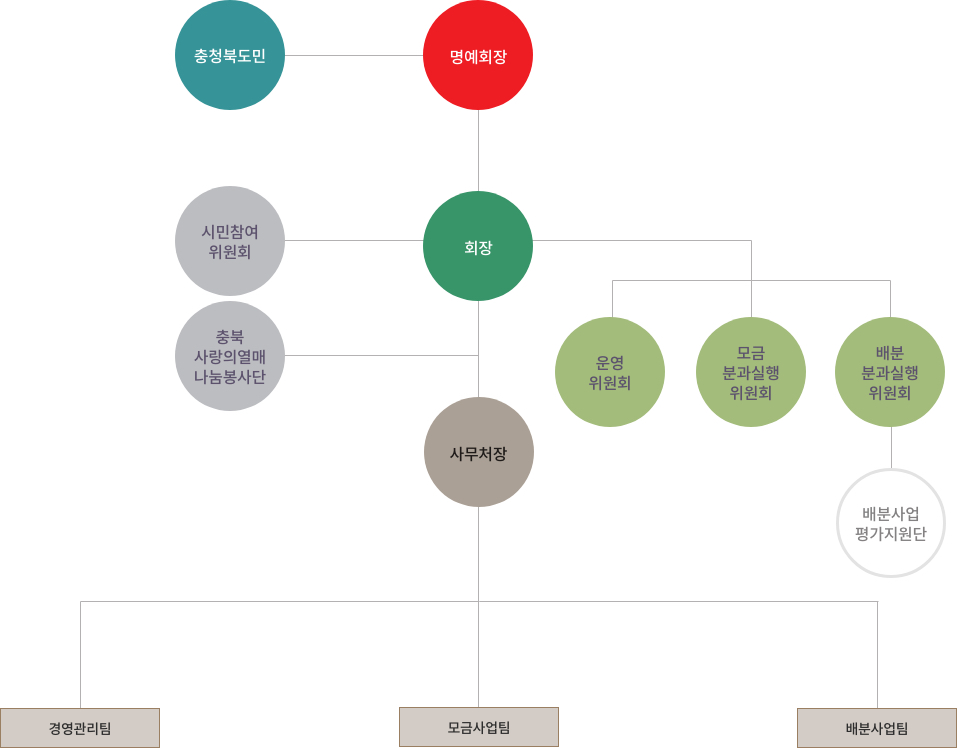 충청북도민
명예회장
시민참여
위원회
회장
충북
사랑의열매
나눔봉사단
운영
위원회
모금
분과실행
위원회
배분
분과실행
위원회
사무처장
배분사업
평가지원단
경영관리팀
모금사업팀
배분사업팀